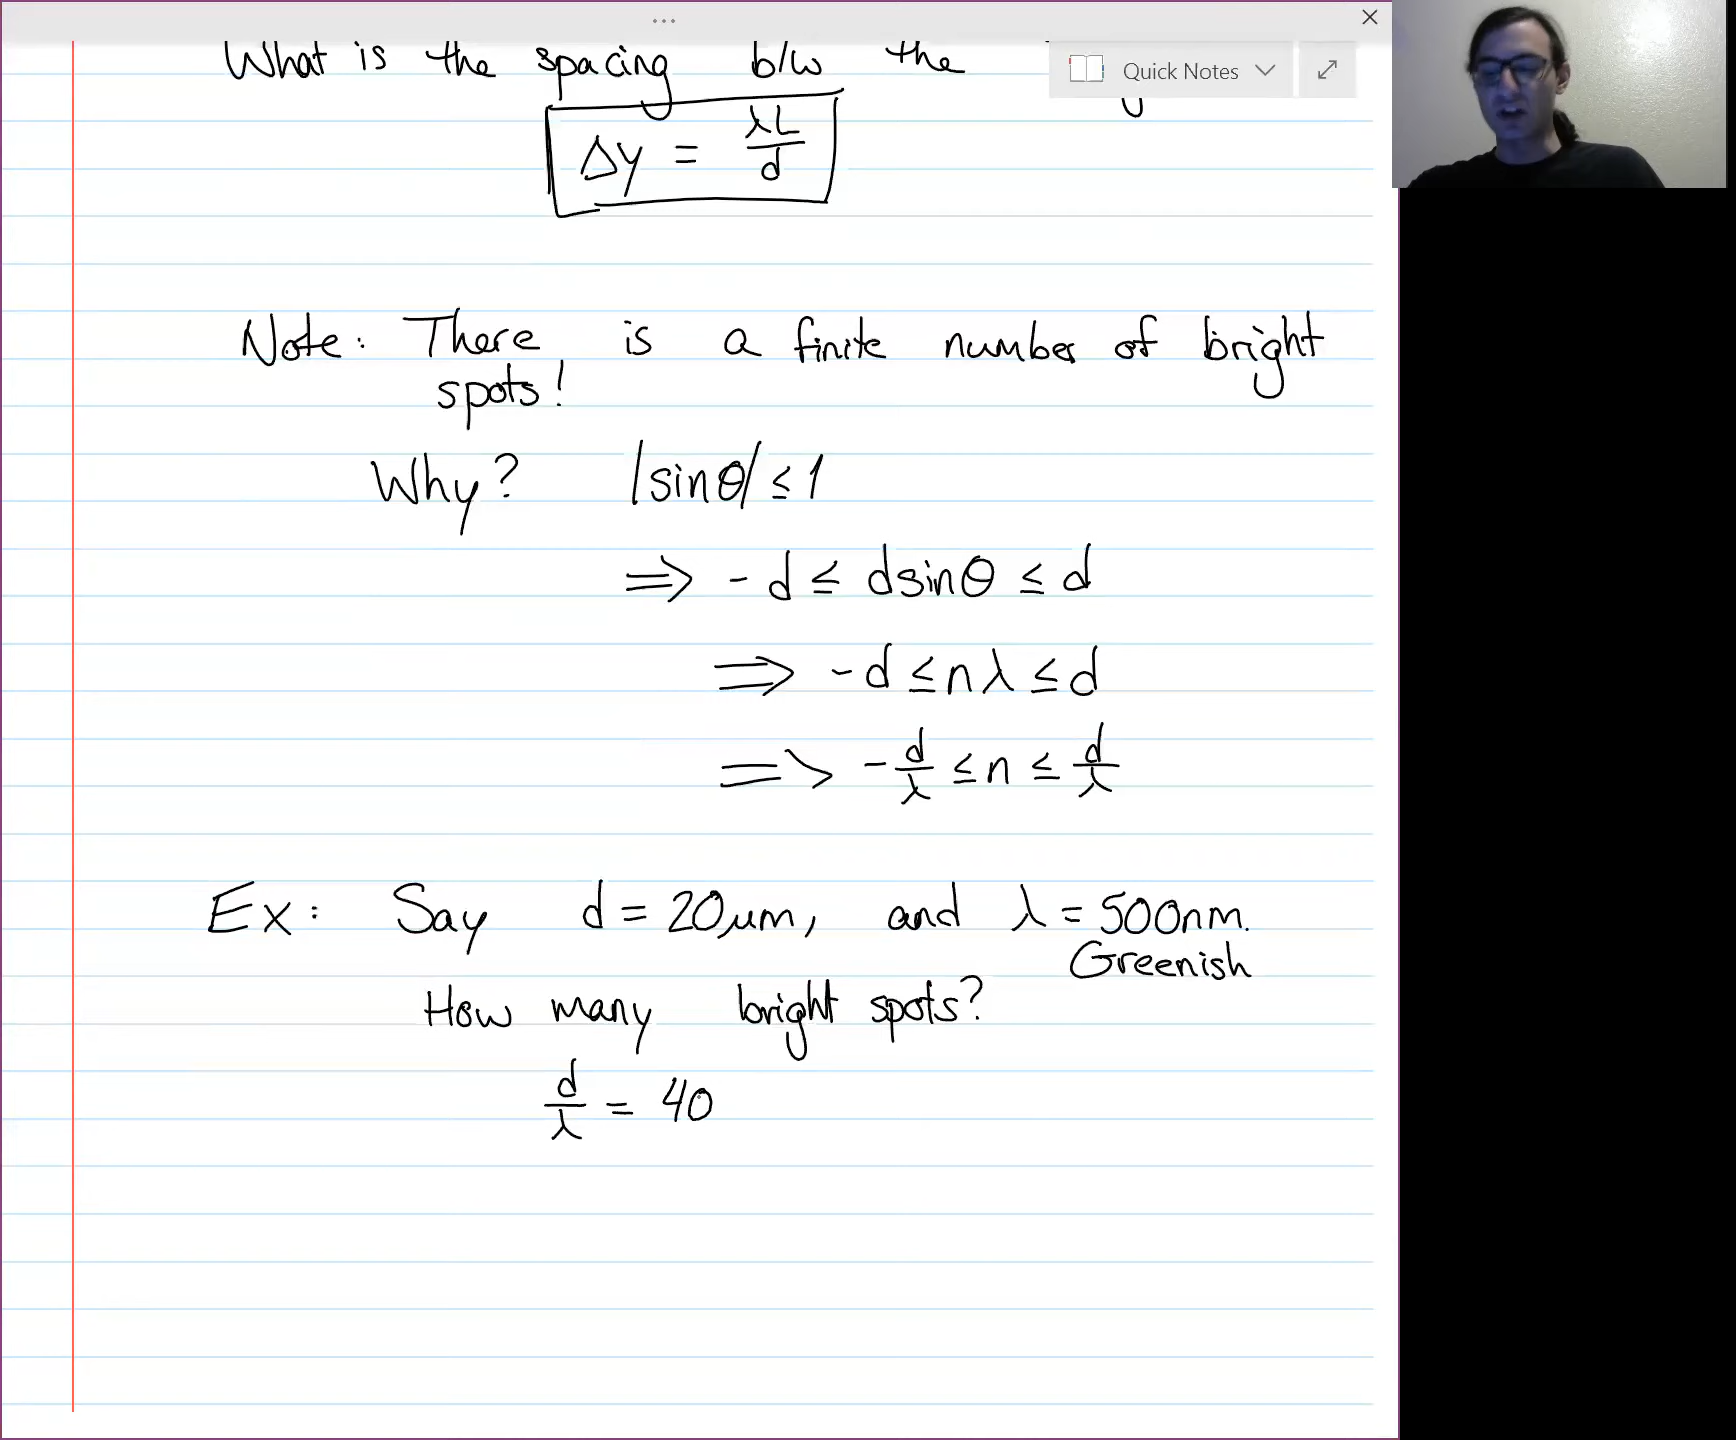 What is the spacing b/w the
Quick Notes
Δy = λL/d
Note: There is a finite number of bright
spots!
Why? |sinθ| ≤ 1
⟹ -d ≤ dsinθ ≤ d
⟹ -d ≤ nλ ≤ d
=> -d/λ ≤ n ≤ d/λ
Ex: Say d = 20μm, and λ = 500nm.
Greenish
How many bright spots?
d/λ = 40